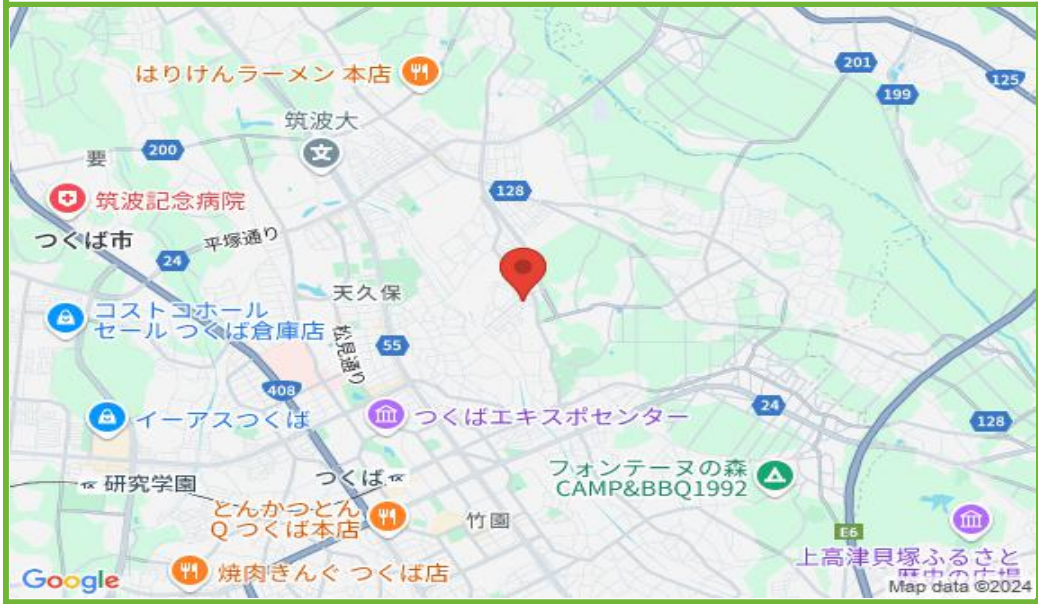 はりけんラーメン 本店
201
125
199
筑波大
文
200
要
128
筑波記念病院
つくば市
平塚通り
24
天久保
コストコホール
セール つくば倉庫店
松見通り
55
408
24
イーアスつくば
つくばエキスポセンター
128
フォンテーヌの森
CAMP&BBQ1992
つくば
研究学園
とんかつとん
Q つくば本店
竹園
E6
上高津貝塚ふるさと
歴史の広場
焼肉きんぐ つくば店
Google
Map data ©2024